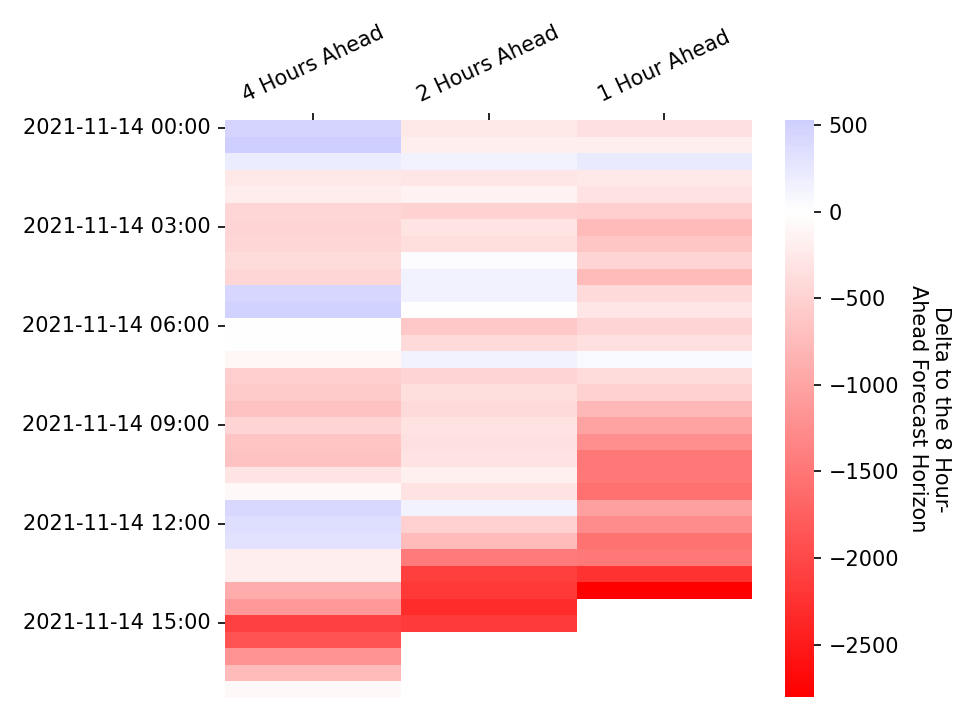 4 Hours Ahead
2 Hours Ahead
1 Hour Ahead
2021-11-14 00:00
2021-11-14 03:00
2021-11-14 06:00
2021-11-14 09:00
2021-11-14 12:00
2021-11-14 15:00
500
0
−500
−1000
−1500
−2000
−2500
Delta to the 8 Hour-
Ahead Forecast Horizon